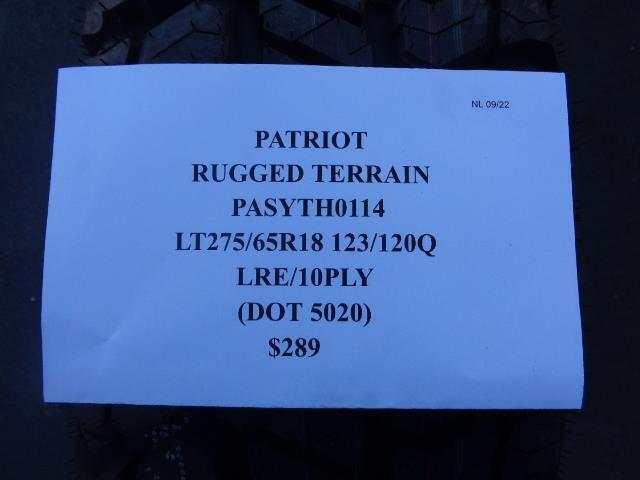 NL 09/22
PATRIOT
RUGGED TERRAIN
PASYTH0114
LT275/65R18 123/120Q
LRE/10PLY
(DOT 5020)
$289